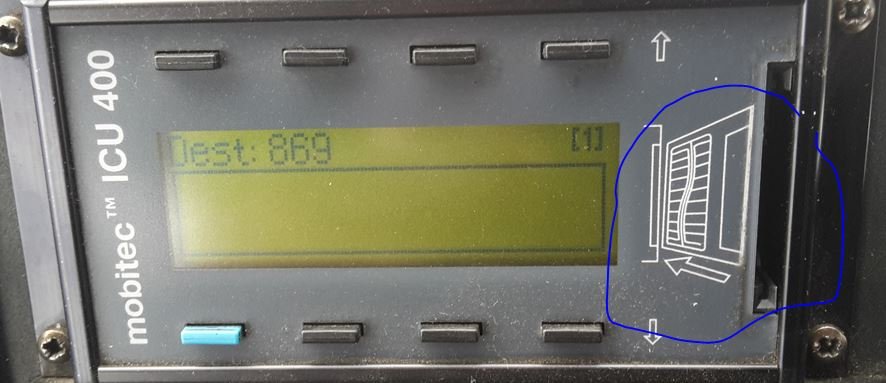 mobitec™ ICU 400
Dest: 869 [1]